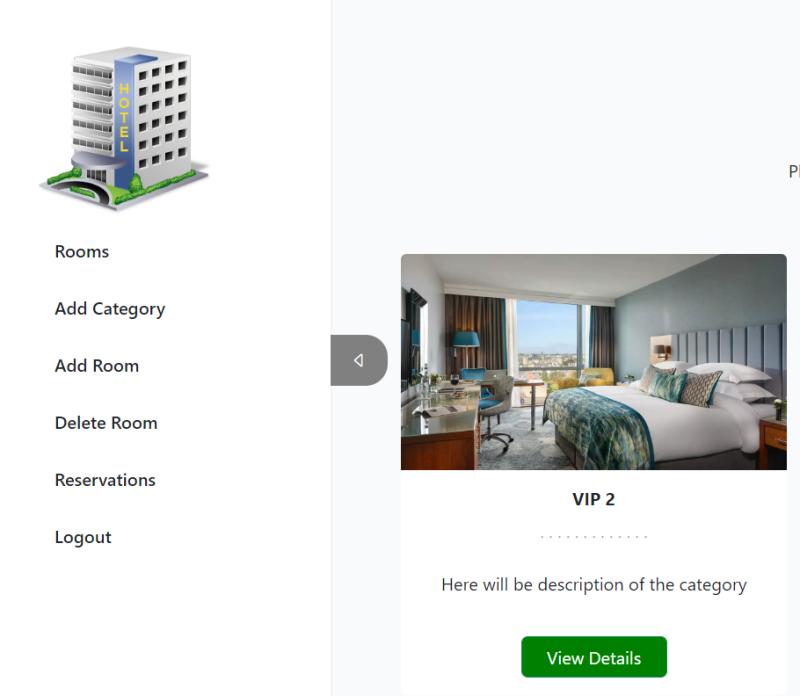 HOTEL
Rooms
Add Category
Add Room
Delete Room
Reservations
Logout
VIP 2
.............
Here will be description of the category
View Details